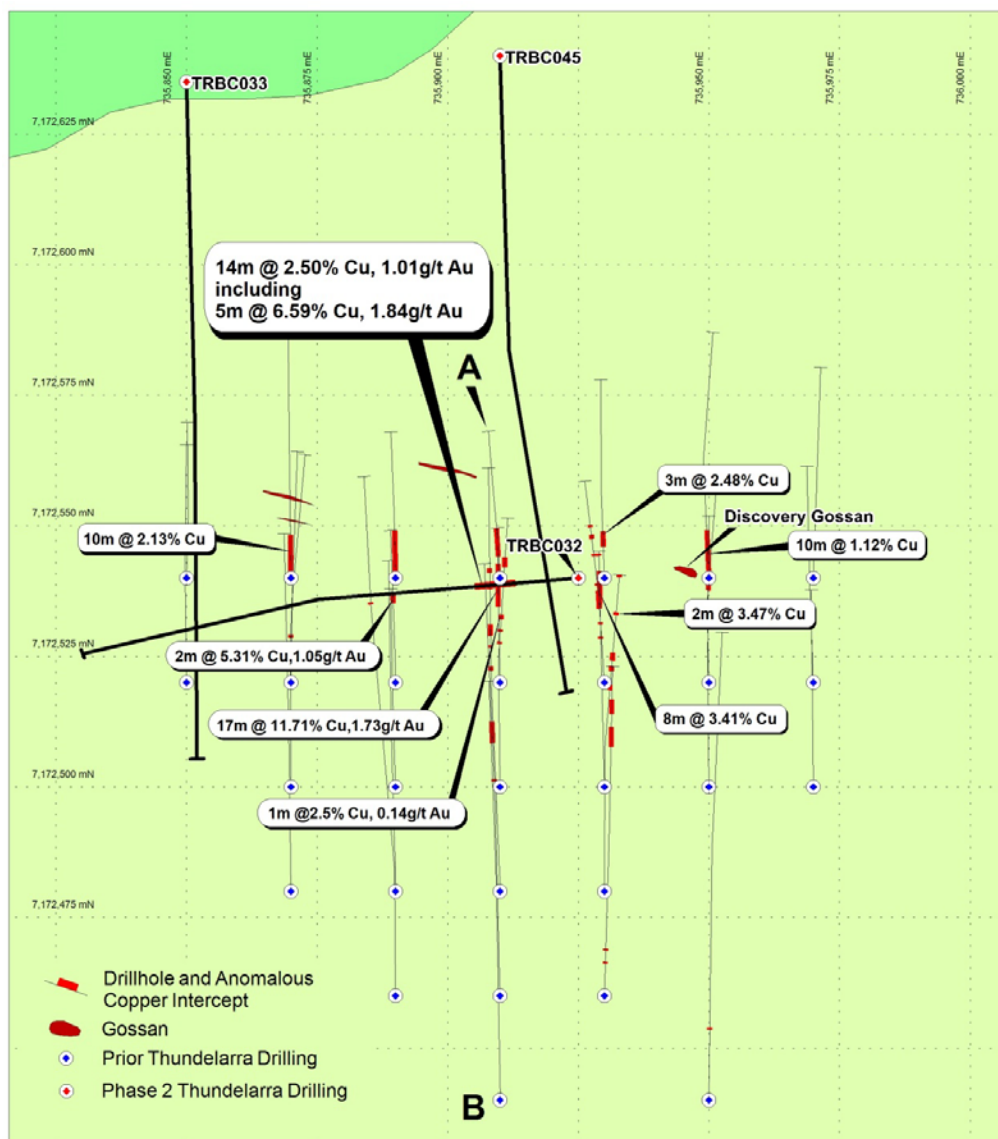 TRBC033
TRBC045
735,850 mE
735,875 mE
735,900 mE
735,950 mE
735,975 mE
736,000 mE
7,172,625 mN
7,172,600 mN
14m @ 2.50% Cu, 1.01g/t Au
including
5m @ 6.59% Cu, 1.84g/t Au
A
7,172,575 mN
3m @ 2.48% Cu
Discovery Gossan
7,172,550 mN
10m @ 2.13% Cu
TRBC032
10m @ 1.12% Cu
2m @ 3.47% Cu
7,172,525 mN
2m @ 5.31% Cu,1.05g/t Au
17m @ 11.71% Cu,1.73g/t Au
8m @ 3.41% Cu
7,172,500 mN
1m @2.5% Cu, 0.14g/t Au
7,172,475 mN
Drillhole and Anomalous
Copper Intercept
Gossan
Prior Thundelarra Drilling
Phase 2 Thundelarra Drilling
B